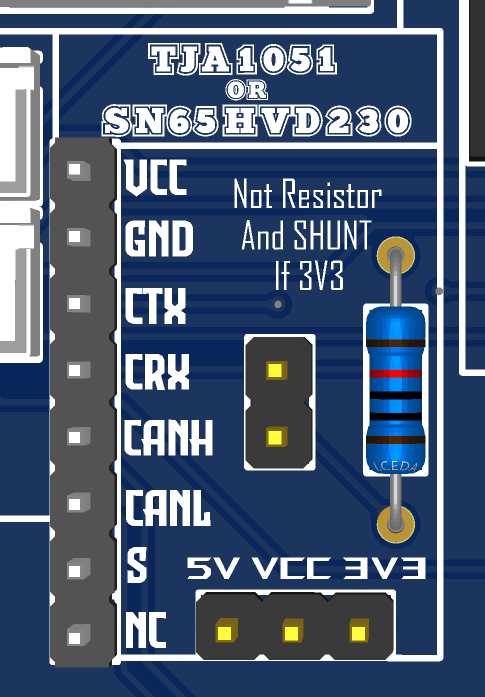 TJA1051
OR
SN65HVD230
VCC
GND
CTX
CRX
CANH
CANL
S
NC
Not Resistor
And SHUNT
If 3V3
LCEDA
5V VCC 3V3